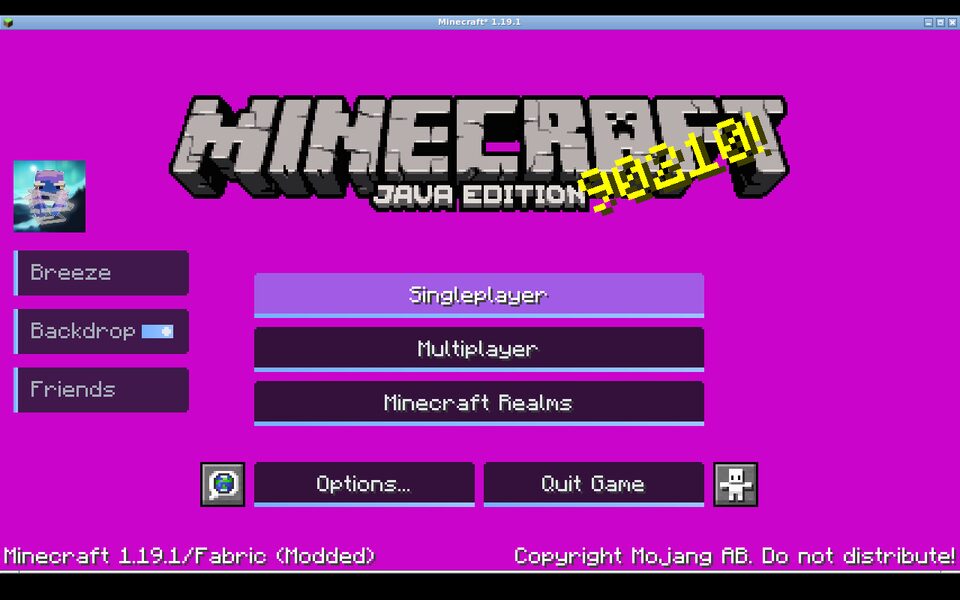 Minecraft* 1.19.1
MINECRAFT
JAVA EDITION
90210!
Breeze
Backdrop
Friends
Singleplayer
Multiplayer
Minecraft Realms
Options...
Quit Game
Minecraft 1.19.1/Fabric (Modded)
Copyright Mojang AB. Do not distribute!